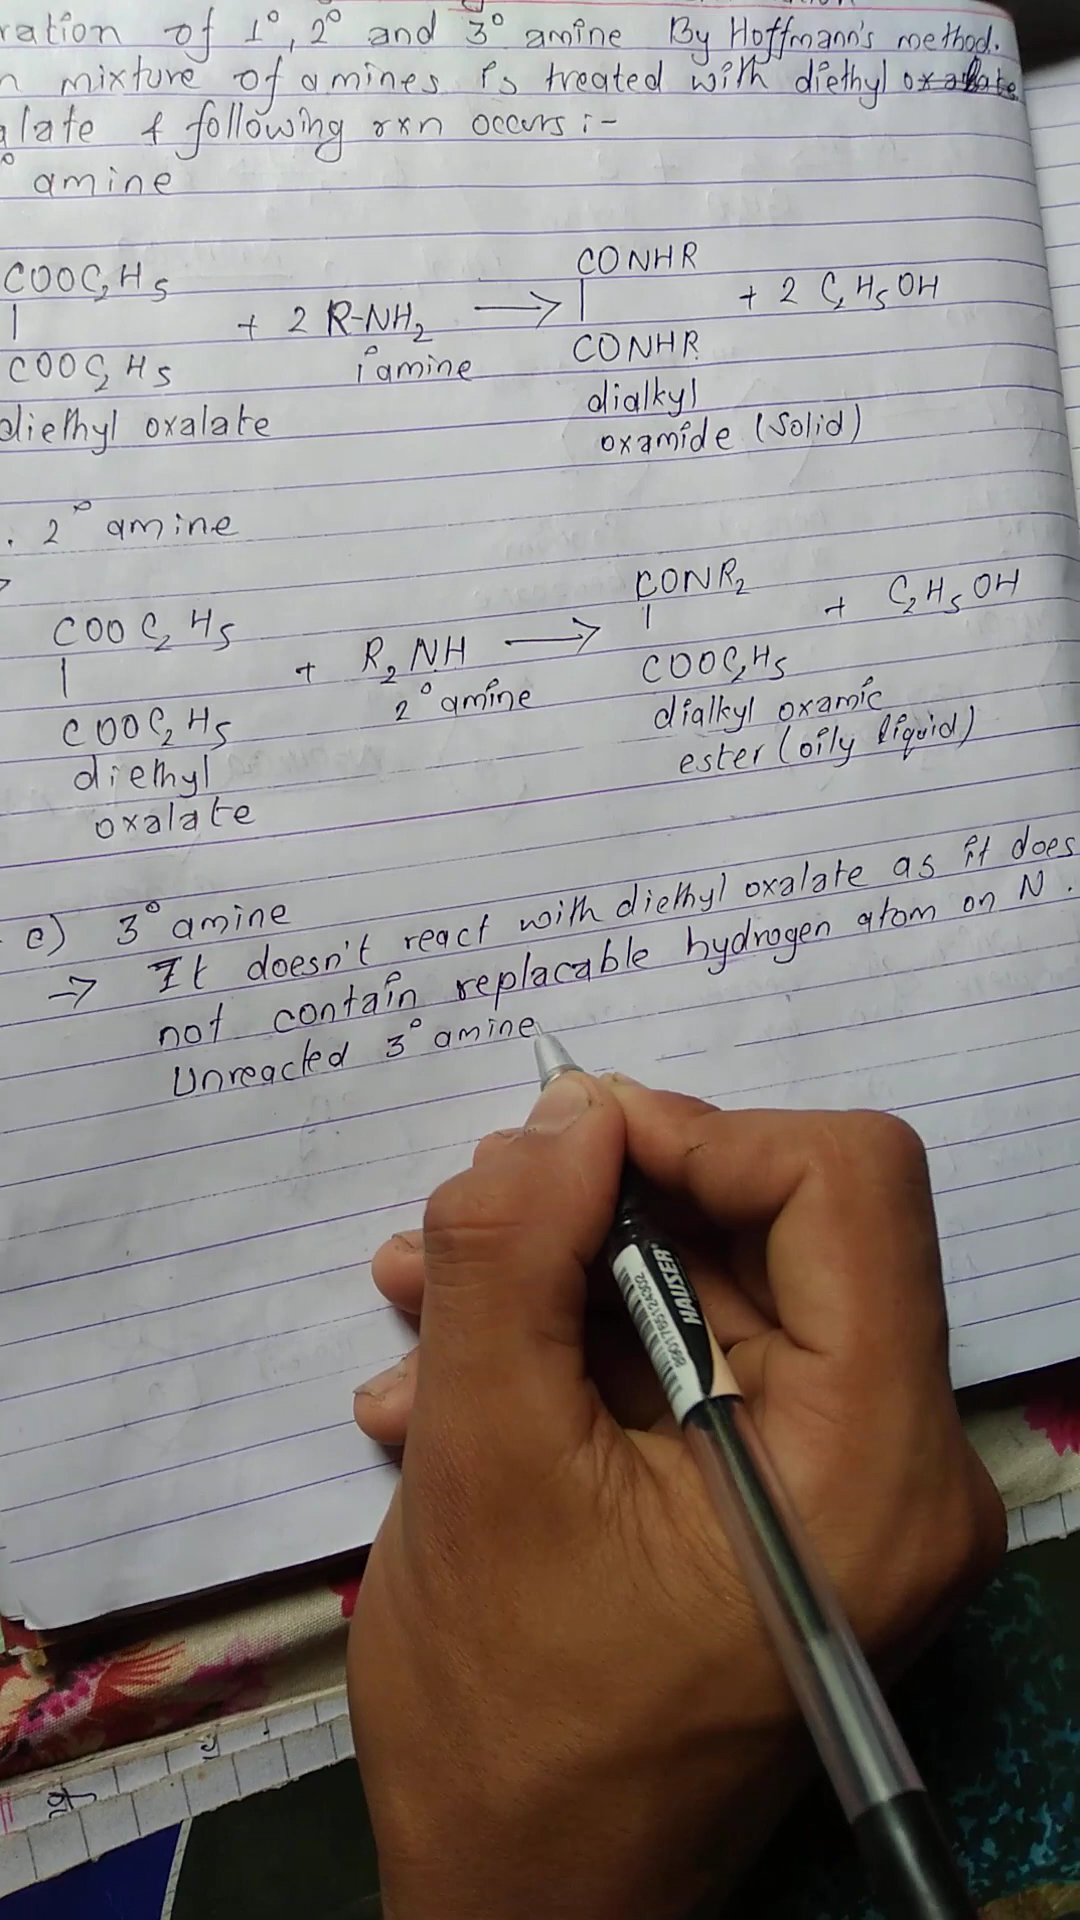 ration of 1°, 2° and 3° amine By Hoffmann's method.
n mixture of amines is treated with diethyl oxalate
alate & following rxn occurs :-
° amine
COOC2H5
|
COOC2H5
diethyl oxalate
+ 2 R-NH2
1°amine
→
CONHR
|
CONHR
dialkyl
oxamide (solid)
+ 2 C2H5OH
. 2° amine
COOC2H5
|
COOC2H5
diethyl
oxalate
+ R2NH
2° amine
→
CONR2
|
COOC2H5
dialkyl oxamic
ester (oily liquid)
+ C2H5OH
c) 3° amine
→ It doesn't react with diethyl oxalate as it does
not contain replacable hydrogen atom on N.
Unreacted 3° amine
HAUSER